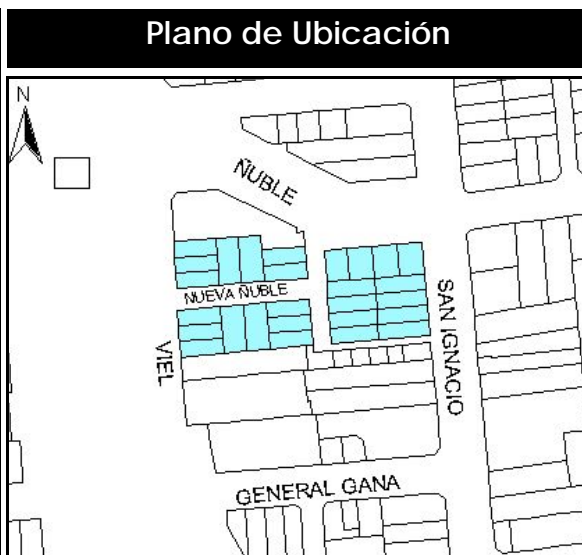 Plano de Ubicación
N
ÑUBLE
NUEVA ÑUBLE
VIEL
SAN IGNACIO
GENERAL GANA